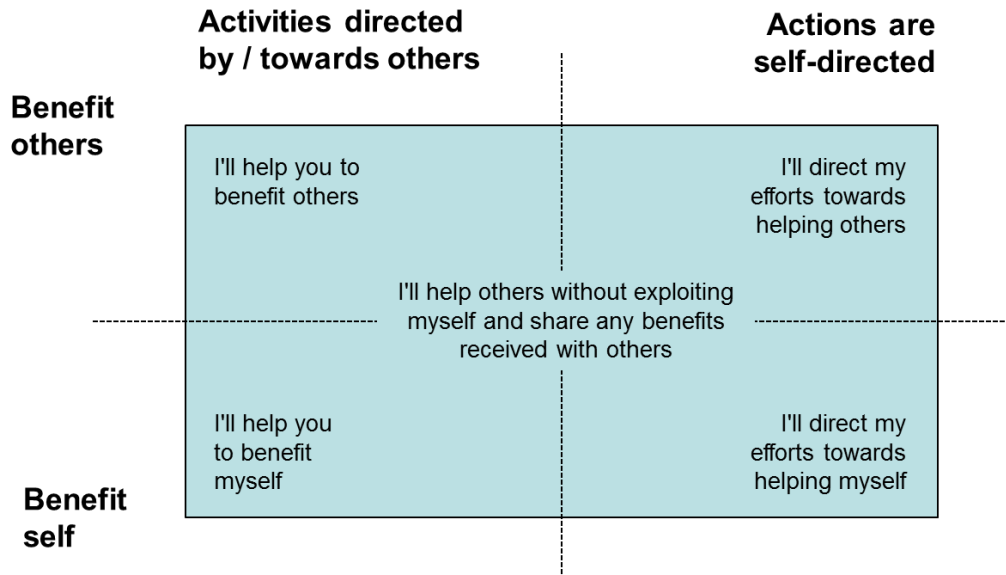 Activities directed
by / towards others
Actions are
self-directed
Benefit
others
I'll help you to
benefit others
I'll direct my
efforts towards
helping others
I'll help others without exploiting
myself and share any benefits
received with others
I'll help you
to benefit
myself
I'll direct my
efforts towards
helping myself
Benefit
self